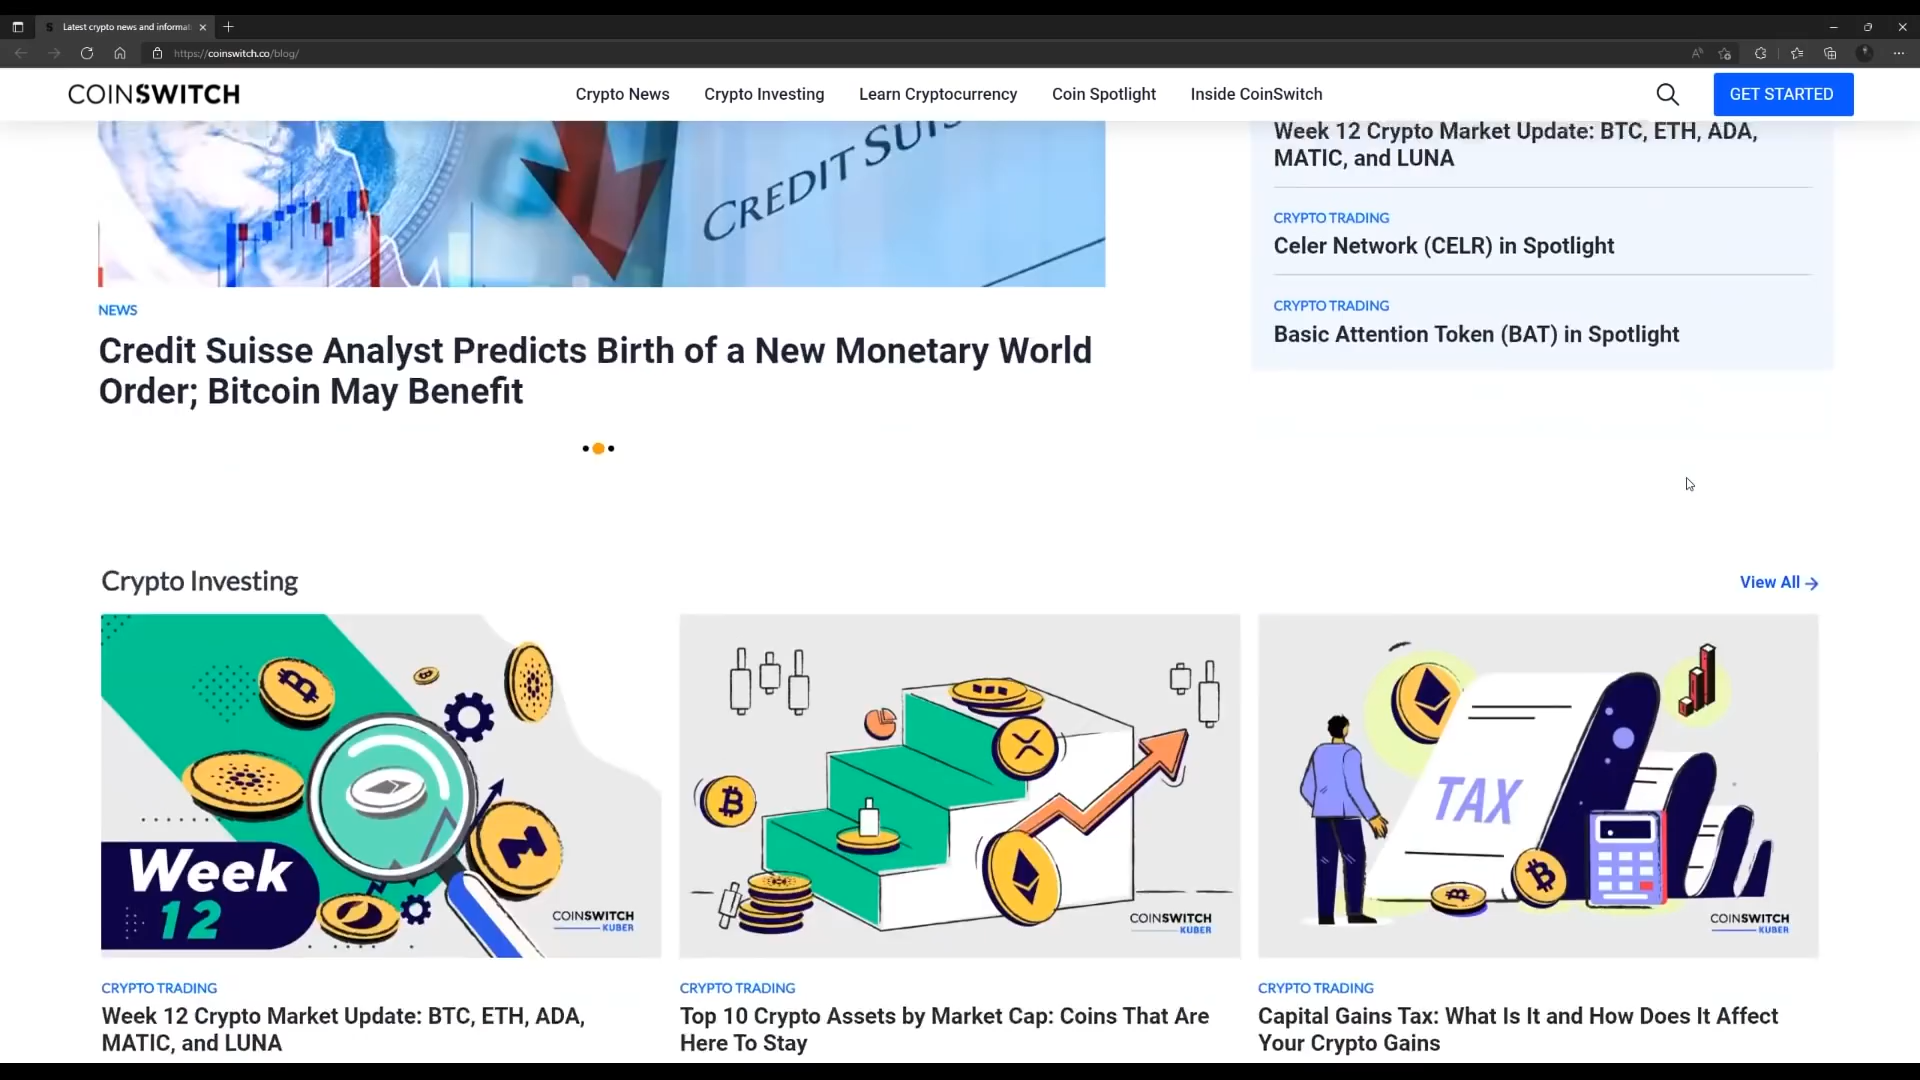 Latest crypto news and informat
https://coinswitch.co/blog/
COINSWITCH
Crypto News
Crypto Investing
Learn Cryptocurrency
Coin Spotlight
Inside CoinSwitch
GET STARTED
CREDIT SUIS
NEWS
Credit Suisse Analyst Predicts Birth of a New Monetary World
Order; Bitcoin May Benefit
Week 12 Crypto Market Update: BTC, ETH, ADA,
MATIC, and LUNA
CRYPTO TRADING
Celer Network (CELR) in Spotlight
CRYPTO TRADING
Basic Attention Token (BAT) in Spotlight
Crypto Investing
View All
Week
12
COINSWITCH
KUBER
COINSWITCH
KUBER
TAX
COINSWITCH
KUBER
CRYPTO TRADING
Week 12 Crypto Market Update: BTC, ETH, ADA,
MATIC, and LUNA
CRYPTO TRADING
Top 10 Crypto Assets by Market Cap: Coins That Are
Here To Stay
CRYPTO TRADING
Capital Gains Tax: What Is It and How Does It Affect
Your Crypto Gains